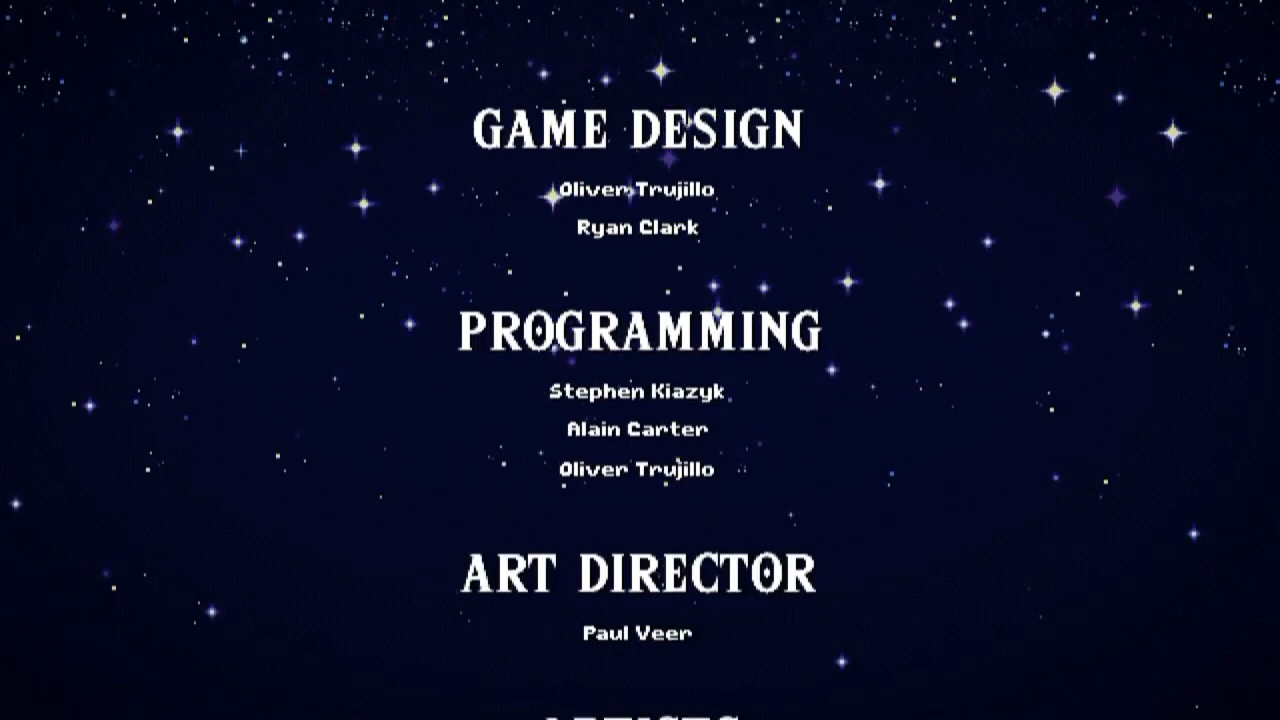 GAME DESIGN
Oliver Trujillo
Ryan Clark
PROGRAMMING
Stephen Kiazyk
Alain Carter
Oliver Trujillo
ART DIRECTOR
Paul Veer